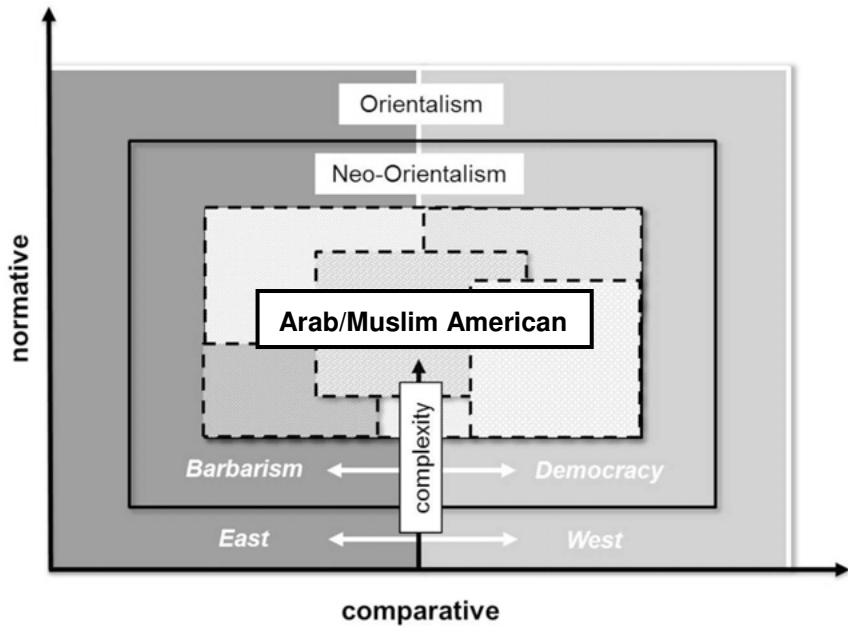 Orientalism
Neo-Orientalism
normative
Arab/Muslim American
complexity
Barbarism
Democracy
East
West
comparative